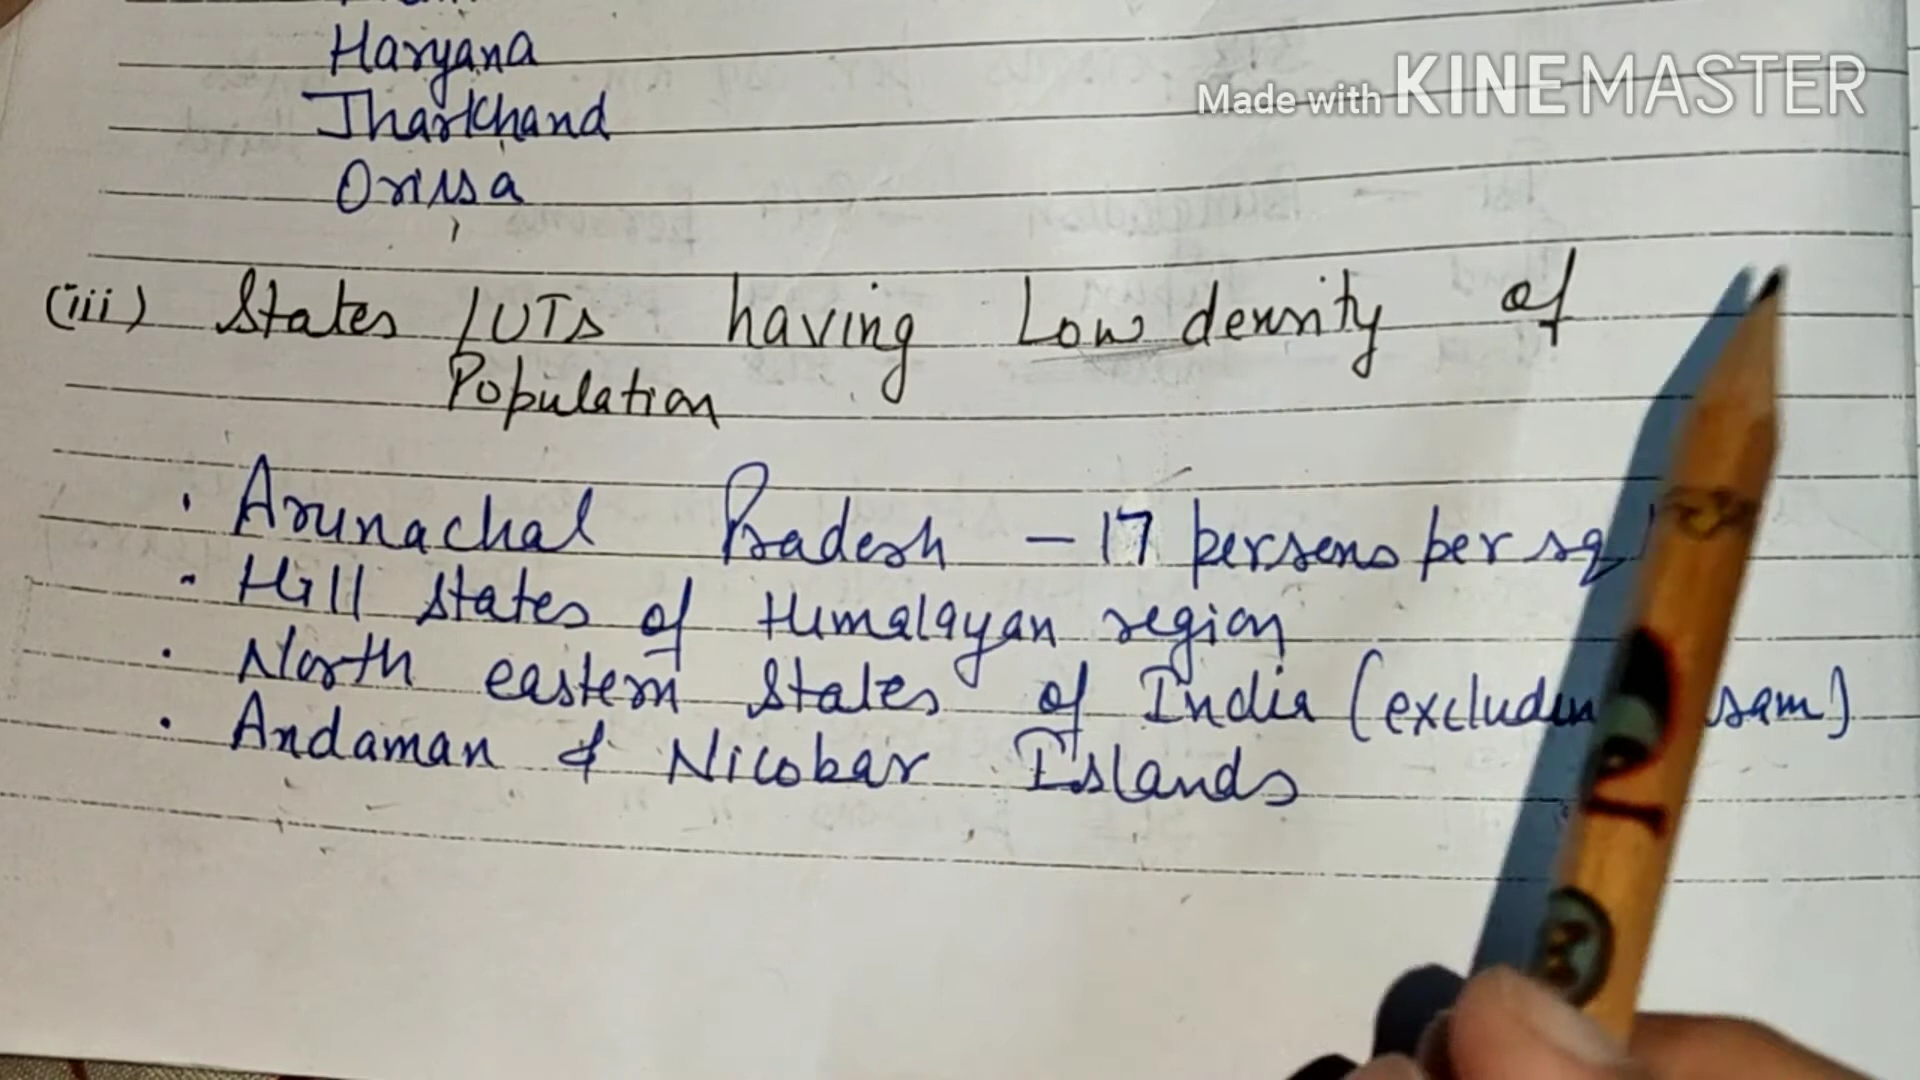 Haryana
Made with KINEMASTER
Jharkhand
Orissa
(iii) States / UTs having Low density of
Population
• Arunachal Pradesh – 17 persons per sq
• Hill states of Himalayan region
• North eastern States of India (excludin sam)
• Andaman & Nicobar Islands